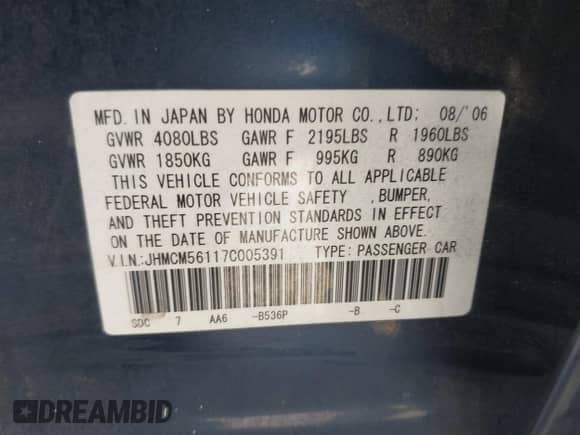 MFD. IN JAPAN BY HONDA MOTOR CO.,LTD: 08/'06
GVWR 4080LBS GAWR F 2195LBS R 1960LBS
GVWR 1850KG GAWR F 995KG R 890KG
THIS VEHICLE CONFORMS TO ALL APPLICABLE
FEDERAL MOTOR VEHICLE SAFETY ,BUMPER,
AND THEFT PREVENTION STANDARDS IN EFFECT
ON THE DATE OF MANUFACTURE SHOWN ABOVE.
V.I.N.:JHMCM56117C005391 TYPE: PASSENGER CAR
SDC 7 AA6 -B536P -B -C
DREAMBID